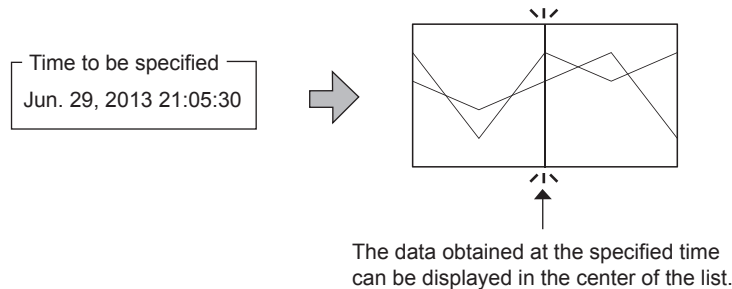 Time to be specified
Jun. 29, 2013 21:05:30
The data obtained at the specified time
can be displayed in the center of the list.